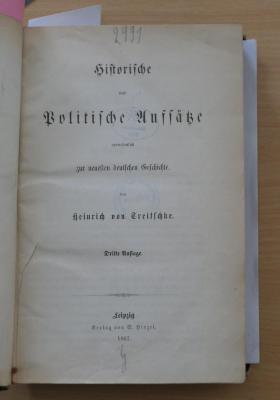 2991
Historische
und
Politische Aufsätze
vornehmlich
zur neuesten deutschen Geschichte.
von
Heinrich von Treitschke.
Dritte Auflage.
Leipzig
Verlag von S. Hirzel.